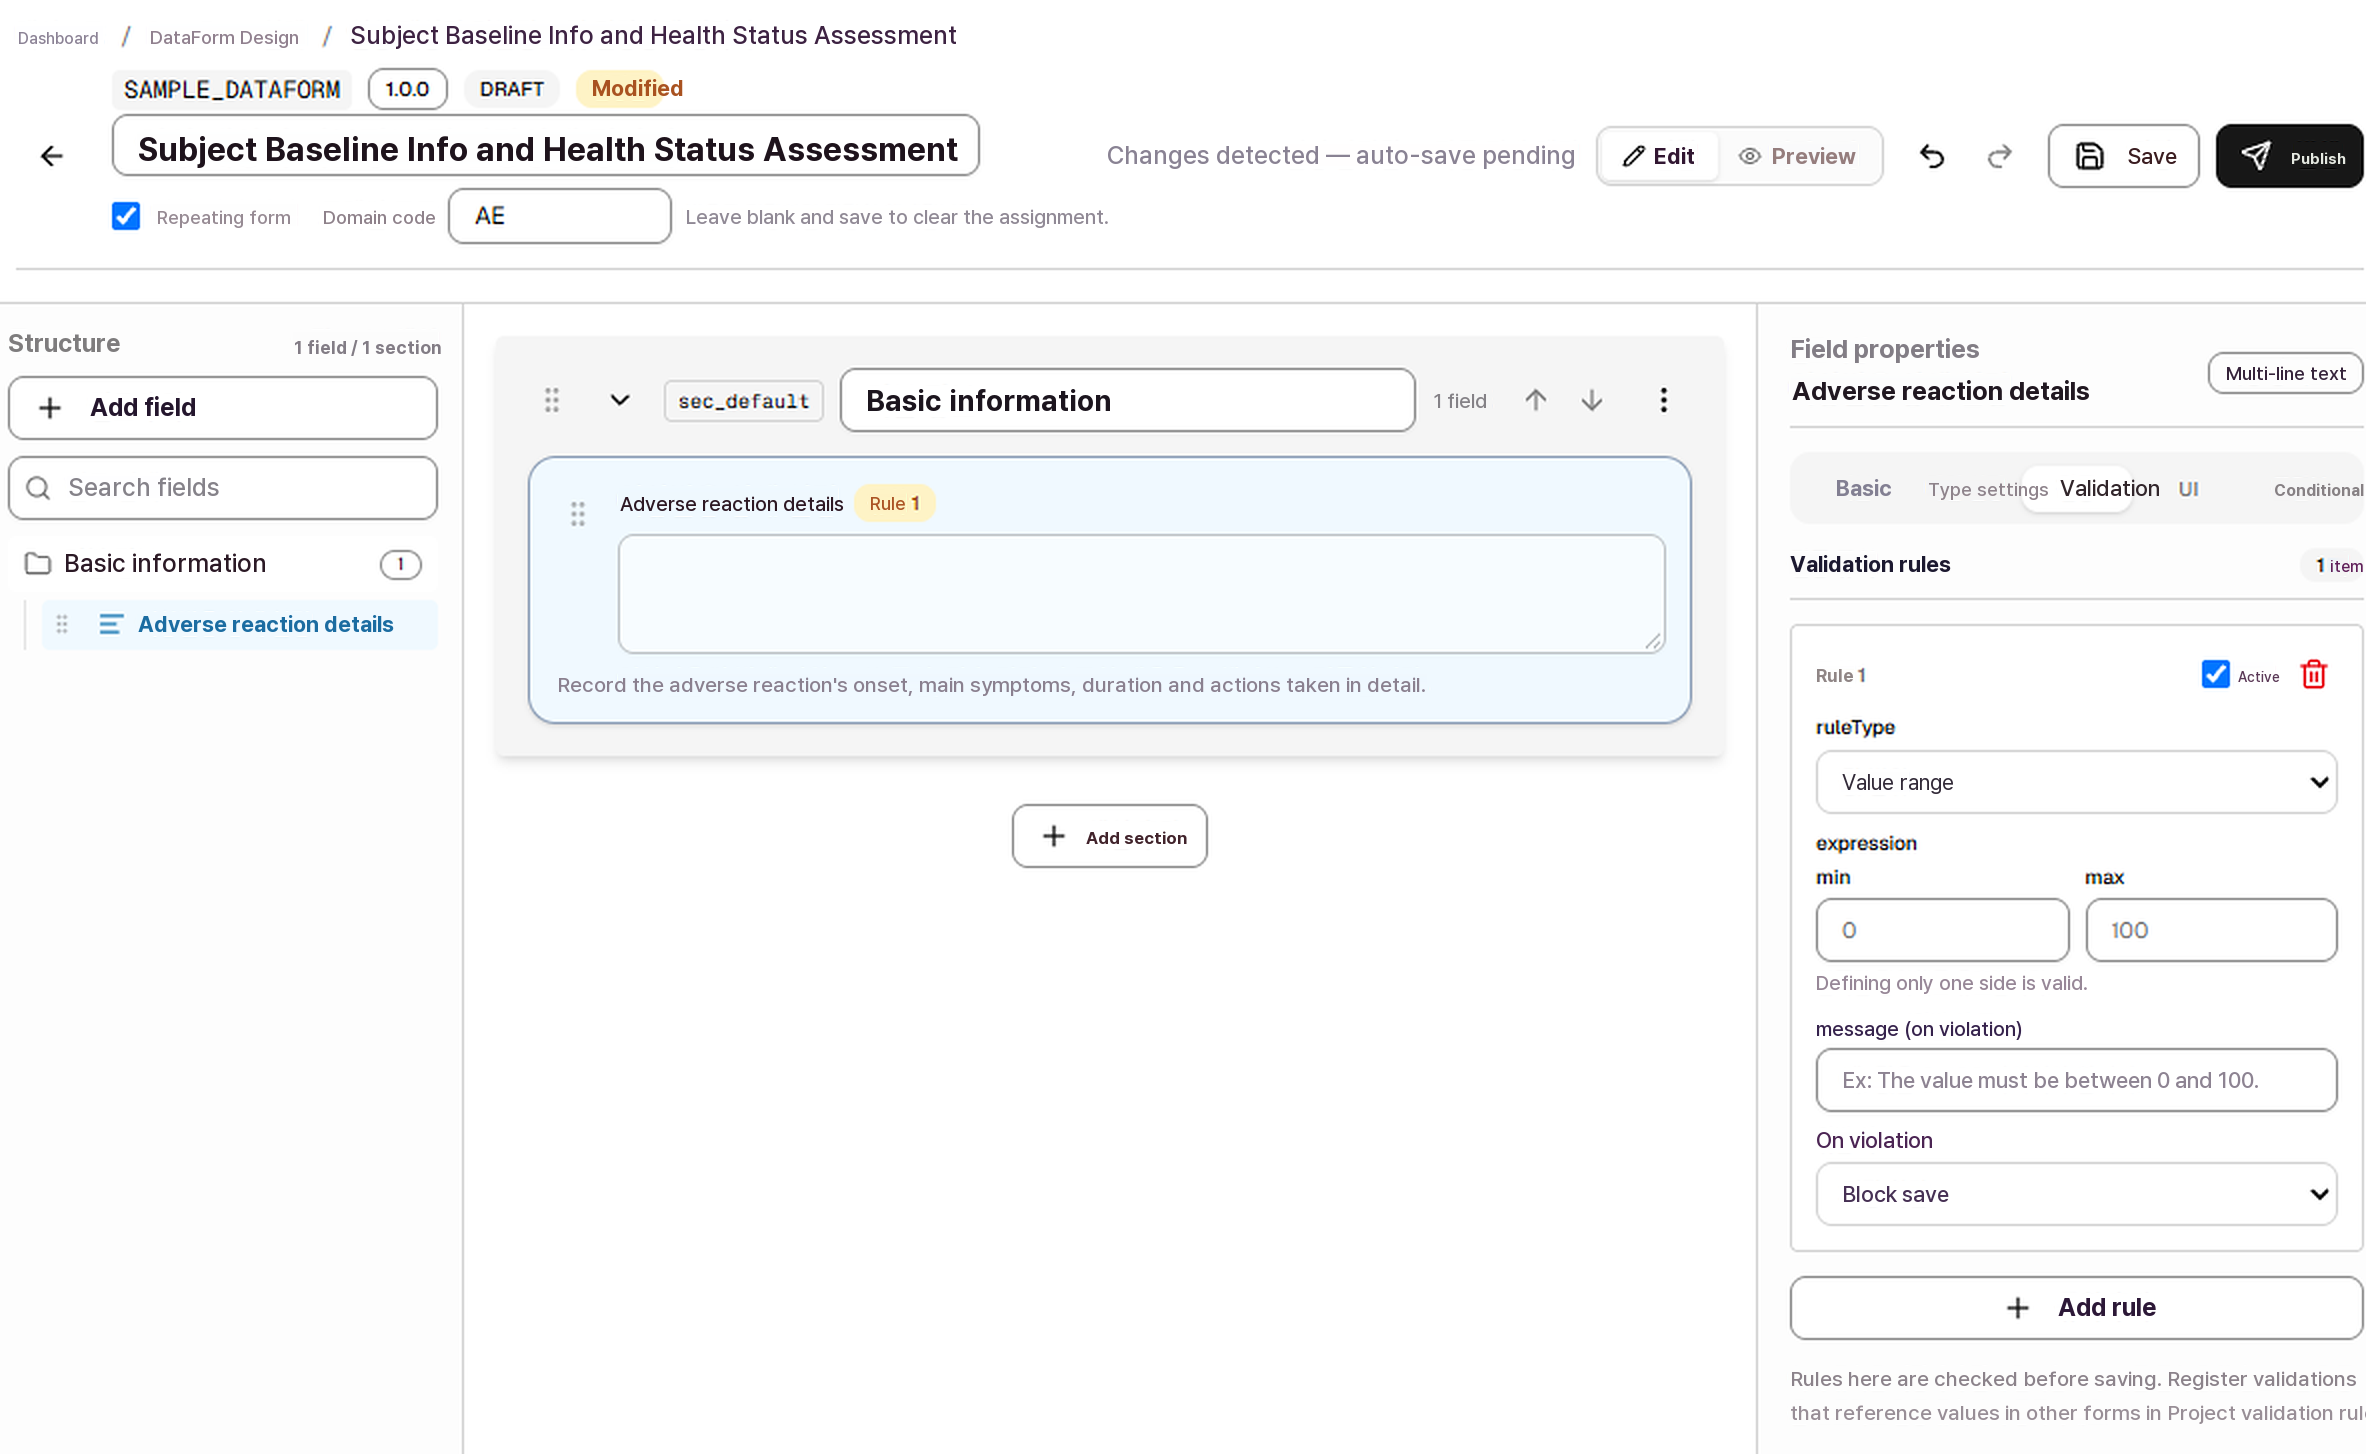 Dashboard / DataForm Design / Subject Baseline Info and Health Status Assessment
SAMPLE_DATAFORM 1.0.0 DRAFT Modified
Subject Baseline Info and Health Status Assessment
Changes detected — auto-save pending
Edit Preview
Save
Publish
Repeating form Domain code AE Leave blank and save to clear the assignment.
Structure 1 field / 1 section
Add field
Search fields
Basic information 1
Adverse reaction details
sec_default Basic information 1 field
Adverse reaction details Rule 1
Record the adverse reaction's onset, main symptoms, duration and actions taken in detail.
Add section
Field properties
Adverse reaction details
Multi-line text
Basic Type settings Validation UI Conditional
Validation rules 1 item
Rule 1 Active
ruleType
Value range
expression
min max
0 100
Defining only one side is valid.
message (on violation)
Ex: The value must be between 0 and 100.
On violation
Block save
Add rule
Rules here are checked before saving. Register validations
that reference values in other forms in Project validation